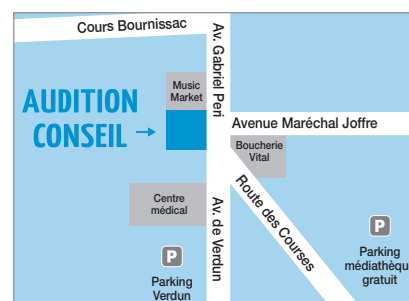 Cours Bournissac
Av. Gabriel Peri
Music
Market
AUDITION
CONSEIL →
Avenue Maréchal Joffre
Boucherie
Vital
Centre
médical
Route des Courses
Av. de Verdun
P
Parking
Verdun
P
Parking
médiathèqu
gratuit